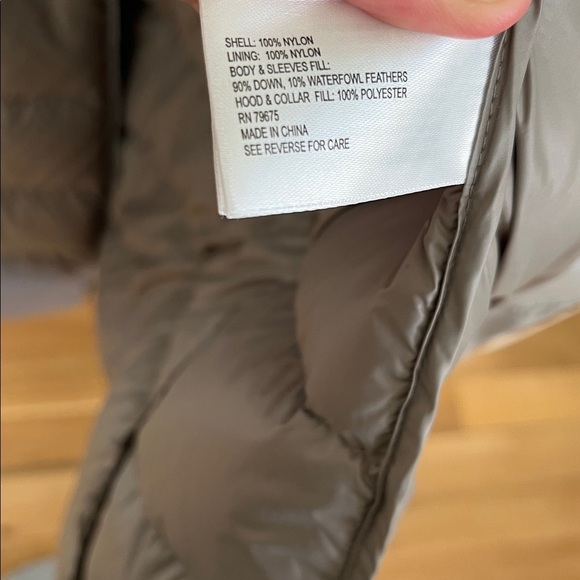 SHELL: 100% NYLON
LINING: 100% NYLON
BODY & SLEEVES FILL:
90% DOWN, 10% WATERFOWL FEATHERS
HOOD & COLLAR FILL: 100% POLYESTER
RN 79675
MADE IN CHINA
SEE REVERSE FOR CARE